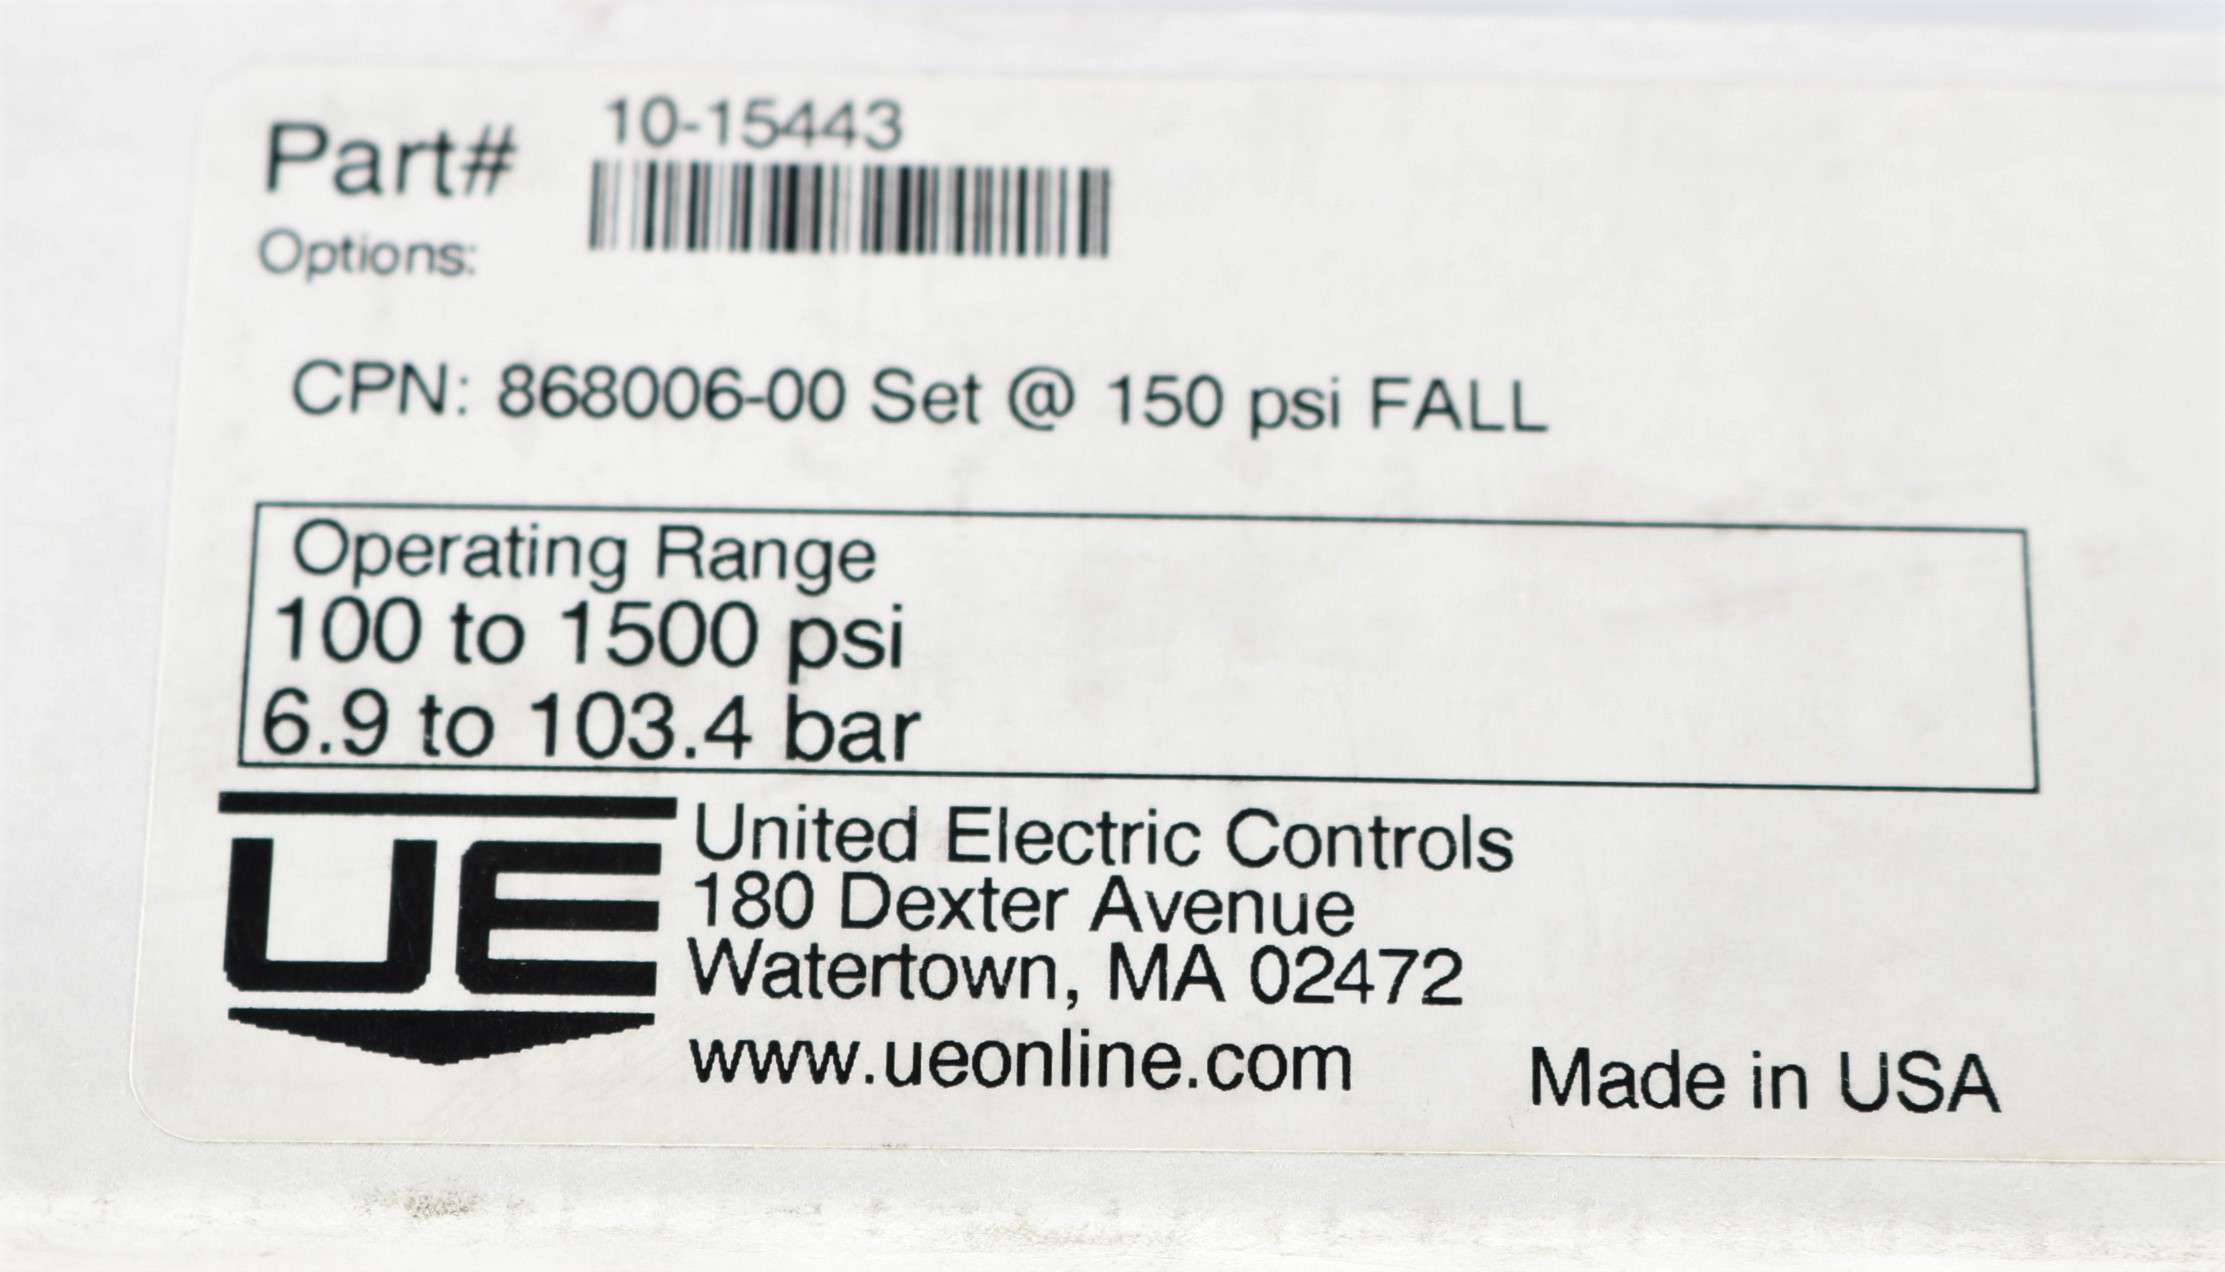 Part# 10-15443
Options:
CPN: 868006-00 Set @ 150 psi FALL
Operating Range
100 to 1500 psi
6.9 to 103.4 bar
UE
United Electric Controls
180 Dexter Avenue
Watertown, MA 02472
www.ueonline.com
Made in USA